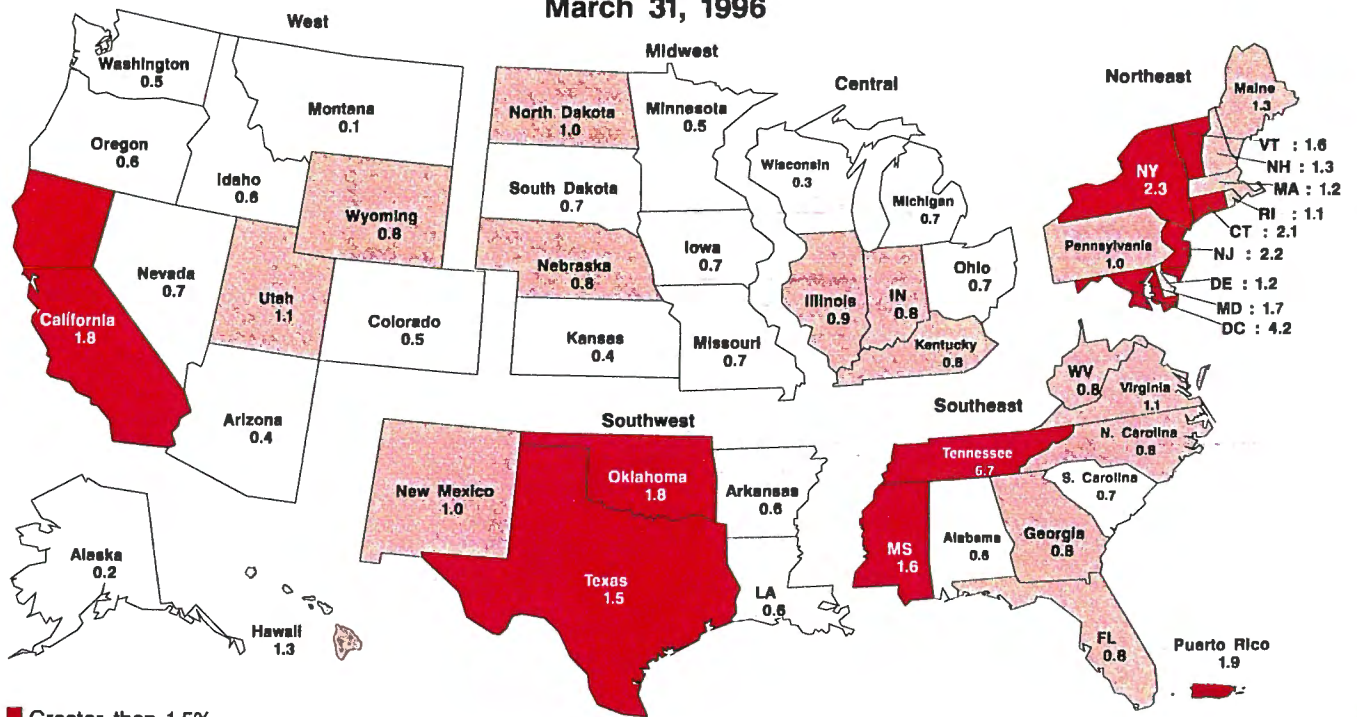 March 31, 1996
West
Washington
0.5
Oregon
0.6
Idaho
0.6
Montana
0.1
Wyoming
0.8
California
1.8
Nevada
0.7
Utah
1.1
Colorado
0.5
Arizona
0.4
Alaska
0.2
Hawaii
1.3
Midwest
North Dakota
1.0
Minnesota
0.5
South Dakota
0.7
Nebraska
0.8
Iowa
0.7
Kansas
0.4
Missouri
0.7
Central
Wisconsin
0.3
Michigan
0.7
Illinois
0.9
IN
0.8
Ohio
0.7
Kentucky
0.8
Northeast
Maine
1.3
VT : 1.6
NH : 1.3
MA : 1.2
RI : 1.1
CT : 2.1
NJ : 2.2
DE : 1.2
MD : 1.7
DC : 4.2
NY
2.3
Pennsylvania
1.0
Southwest
New Mexico
1.0
Oklahoma
1.8
Texas
1.5
Arkansas
0.6
LA
0.6
Southeast
WV
0.8
Virginia
1.1
N. Carolina
0.8
Tennessee
6.7
S. Carolina
0.7
MS
1.6
Alabama
0.6
Georgia
0.8
FL
0.8
Puerto Rico
1.9
Greater than 1.5%